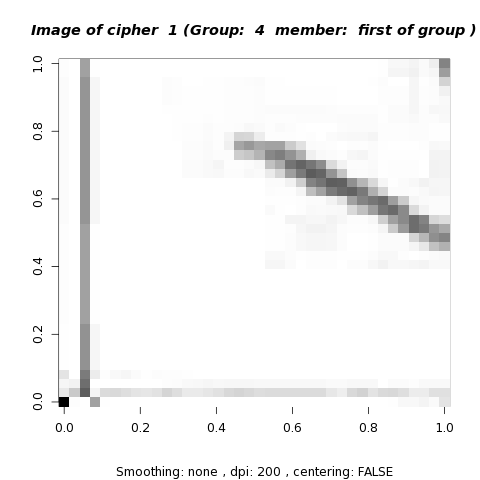 Image of cipher 1 (Group: 4 member: first of group )
1.0
0.8
0.6
0.4
0.2
0.0
0.0 0.2 0.4 0.6 0.8 1.0
Smoothing: none , dpi: 200 , centering: FALSE